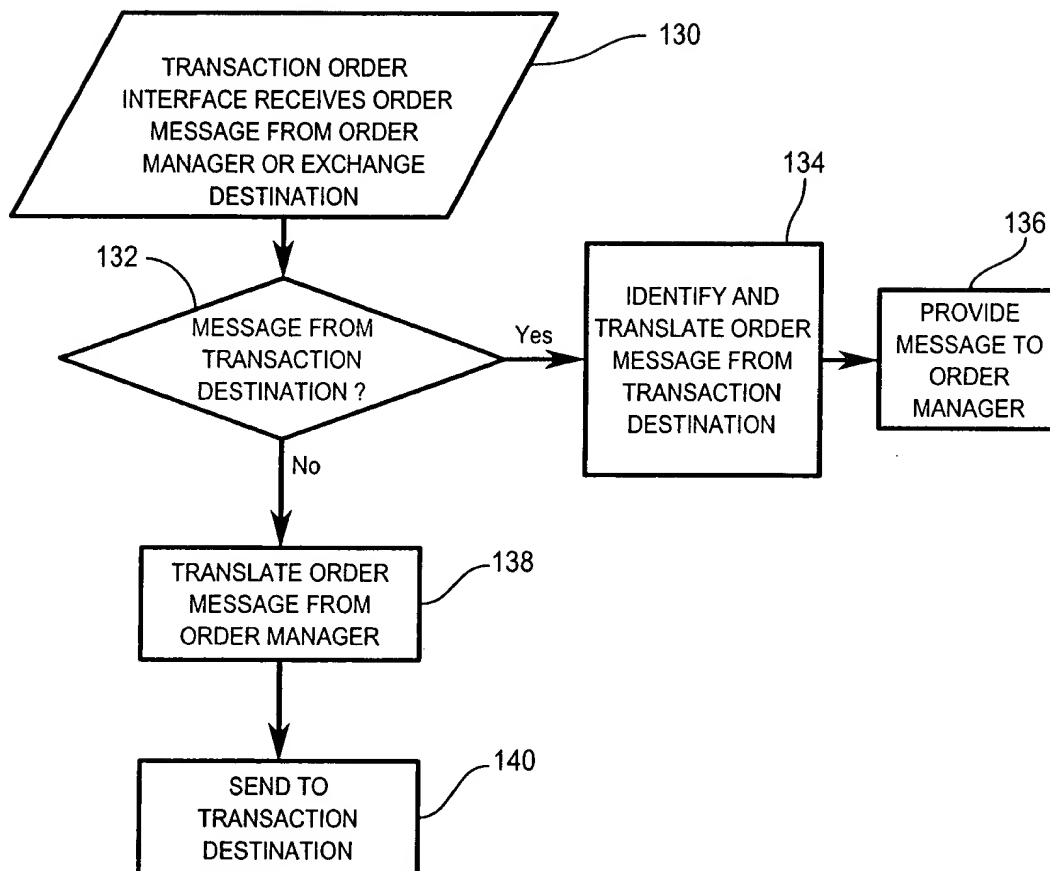 130
TRANSACTION ORDER
INTERFACE RECEIVES ORDER
MESSAGE FROM ORDER
MANAGER OR EXCHANGE
DESTINATION
132
MESSAGE FROM
TRANSACTION
DESTINATION ?
Yes
134
IDENTIFY AND
TRANSLATE ORDER
MESSAGE FROM
TRANSACTION
DESTINATION
136
PROVIDE
MESSAGE TO
ORDER
MANAGER
No
138
TRANSLATE ORDER
MESSAGE FROM
ORDER MANAGER
140
SEND TO
TRANSACTION
DESTINATION